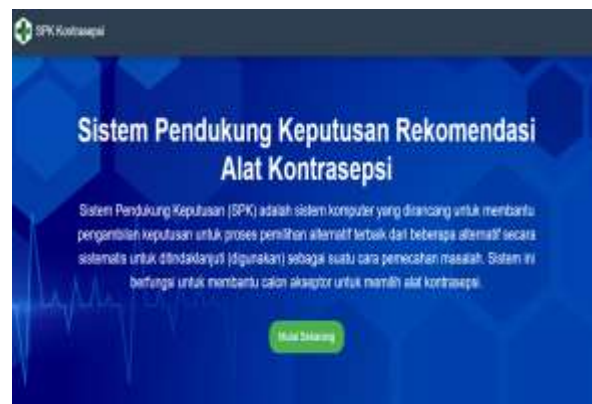 SPK Kontrasepsi
Sistem Pendukung Keputusan Rekomendasi
Alat Kontrasepsi
Sistem Pendukung Keputusan (SPK) adalah sistem komputer yang dirancang untuk membantu
pengambilan keputusan untuk proses pemilihan alternatif terbaik dari beberapa alternatif secara
sistematis untuk ditindaklanjuti (digunakan) sebagai suatu cara pemecahan masalah. Sistem ini
berfungsi untuk membantu calon akseptor untuk memilih alat kontrasepsi.
Mulai Sekarang